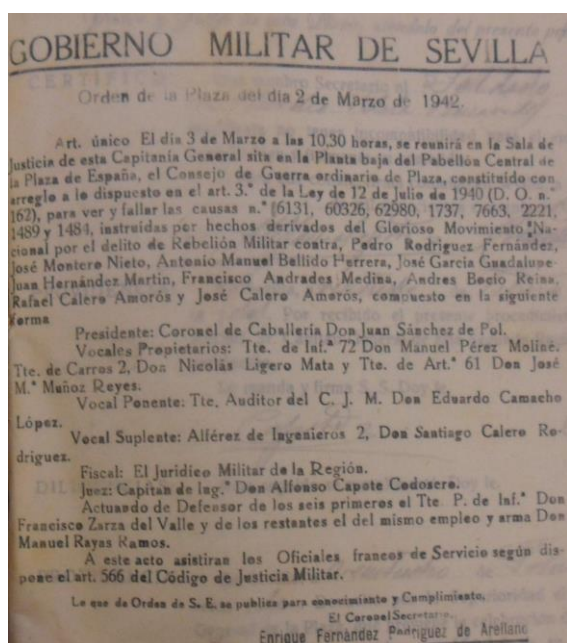 GOBIERNO MILITAR DE SEVILLA
Orden de la Plaza del día 2 de Marzo de 1942.
Art. único El día 3 de Marzo a las 10,30 horas, se reunirá en la Sala de
Justicia de esta Capitanía General sita en la Planta baja del Pabellon Central de
la Plaza de España, el Consejo de Guerra ordinario de Plaza, constituído con
arreglo a lo dispuesto en el art. 3.° de la Ley de 12 de Julio de 1940 (D. O. n.°
162), para ver y fallar las causas n.° (6131, 60326, 62980, 1737, 7663, 2221,
1489 y 1484, instruídas por hechos derivados del Glorioso Movimiento Na-
cional por el delito de Rebelión Militar contra, Pedro Rodriguez Fernández,
José Montero Nieto, Antonio Manuel Bellido Herrera, José García Guadalupe-
Juan Hernández Martin, Francisco Andrades Medina, Andres Bocio Reina,
Rafael Calero Amorós y José Calero Amorós, compuesto en la siguiente
forma
Presidente: Coronel de Caballería Don Juan Sánchez de Pol.
Vocales Propietarios: Tte. de Inf.ª 72 Don Manuel Pérez Moliné.
Tte. de Carros 2, Don Nicolás Ligero Mata y Tte. de Art.ª 61 Don José
M.ª Muñoz Reyes.
Vocal Ponente: Tte. Auditor del C. J. M. Don Eduardo Camacho
López.
Vocal Suplente: Alférez de Ingenieros 2, Don Santiago Calero Ro-
driguez.
Fiscal: El Jurídico Militar de la Región.
Juez: Capitan de Ing.ª Don Alfonso Capote Codosero.
Actuando de Defensor de los seis primeros el Tte P. de Inf.ª Don
Francisco Zarza del Valle y de los restantes el del mismo empleo y arma Don
Manuel Rayas Ramos.
A este acto asistiran los Oficiales francos de Servicio según dis-
pone el art. 566 del Código de Justicia Militar.
Lo que de Orden de S. E. se publica para conocimiento y Cumplimiento.
El Coronel Secretario,
Enrique Fernández Rodriguez de Arellano